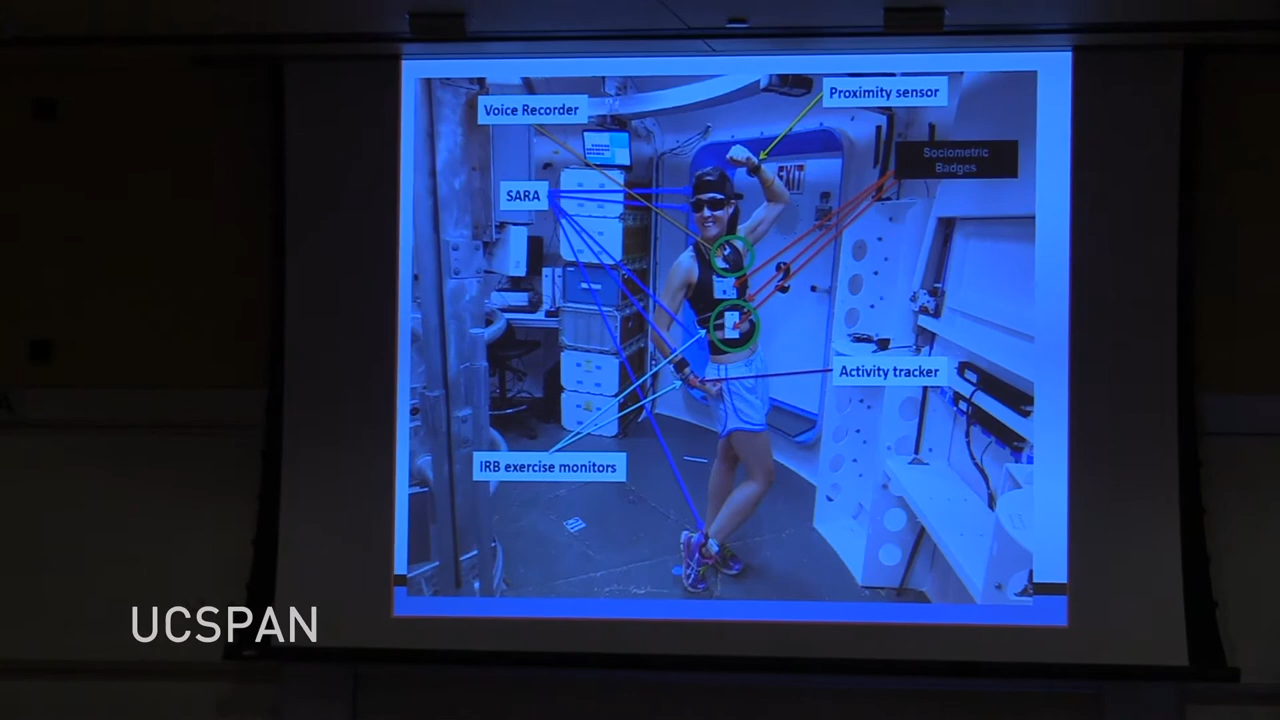 Proximity sensor
Voice Recorder
Sociometric
Badges
EXIT
SARA
Activity tracker
IRB exercise monitors
UCSPAN